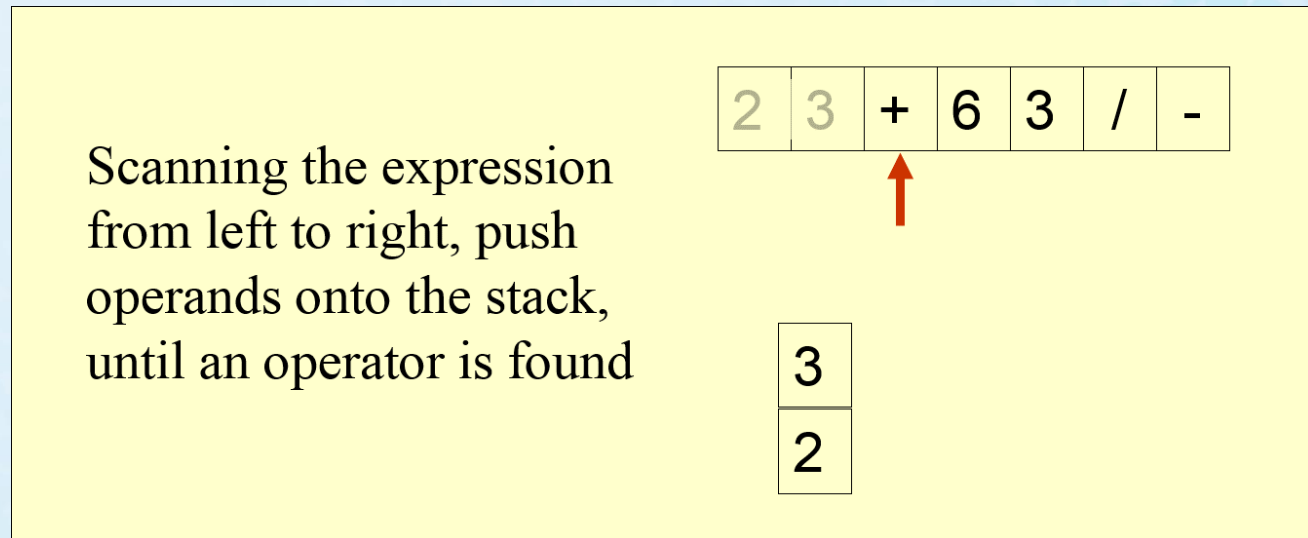 2 3 + 6 3 / -
Scanning the expression
from left to right, push
operands onto the stack,
until an operator is found
3
2